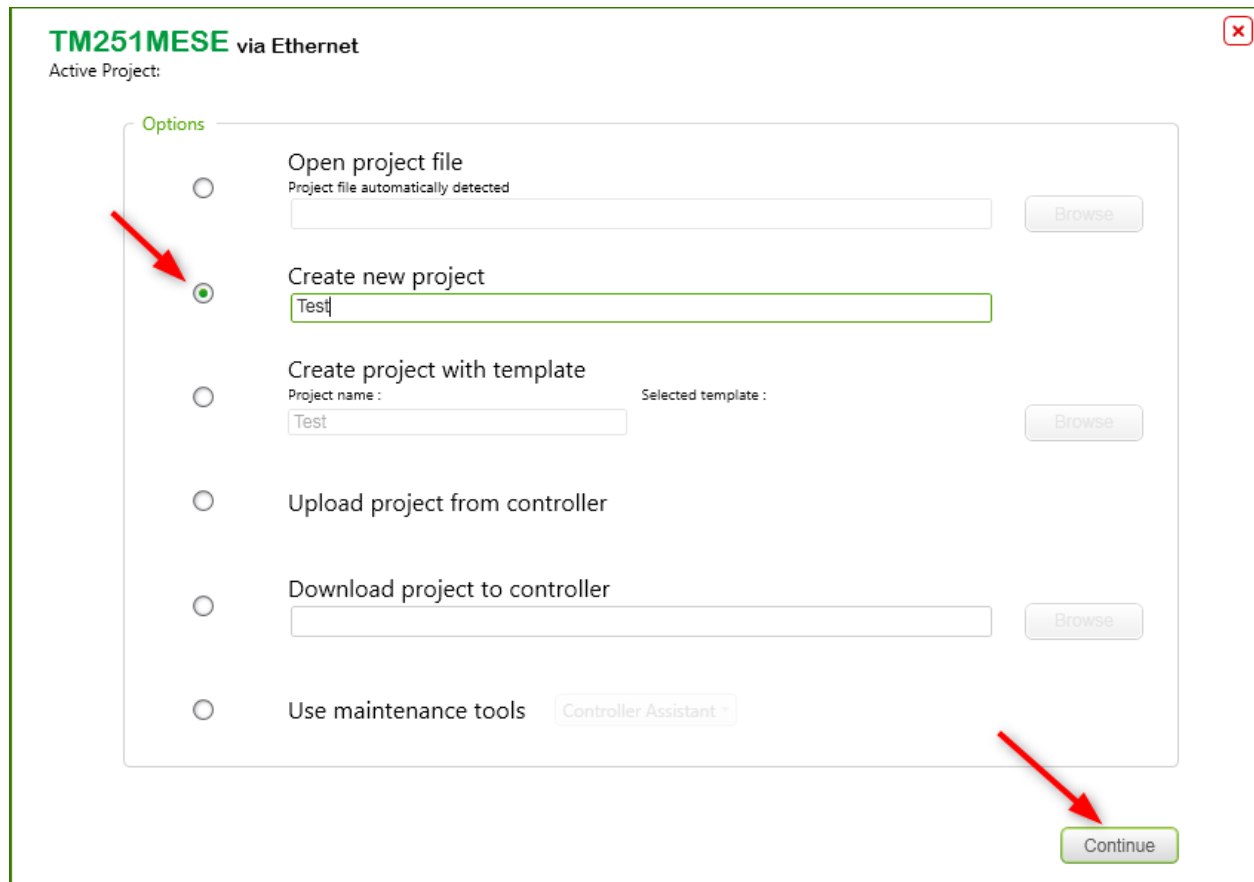 TM251MESE via Ethernet
Active Project:
Options
Open project file
Project file automatically detected
Browse
Create new project
Test
Create project with template
Project name :
Selected template :
Test
Browse
Upload project from controller
Download project to controller
Browse
Use maintenance tools
Controller Assistant
Continue